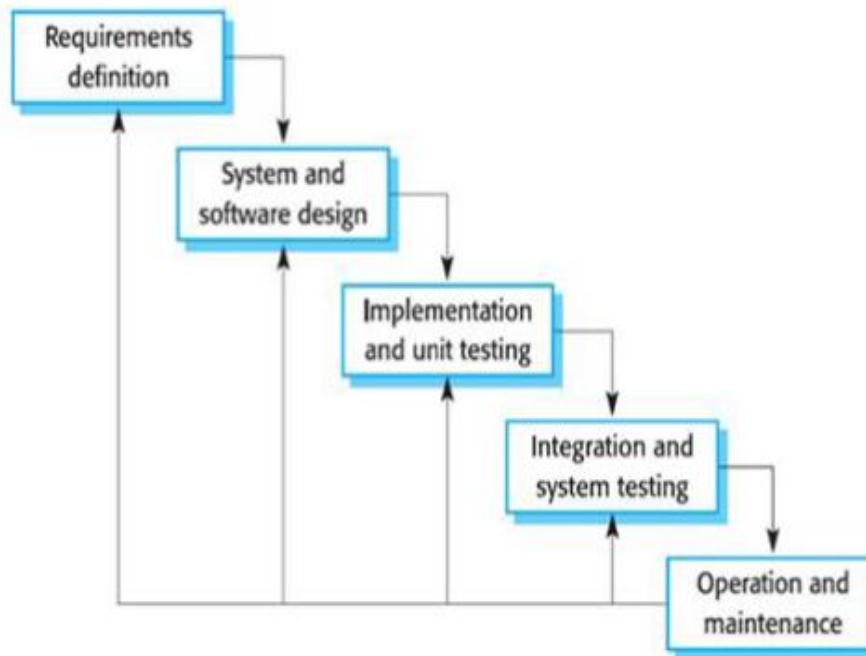 Requirements
definition
System and
software design
Implementation
and unit testing
Integration and
system testing
Operation and
maintenance